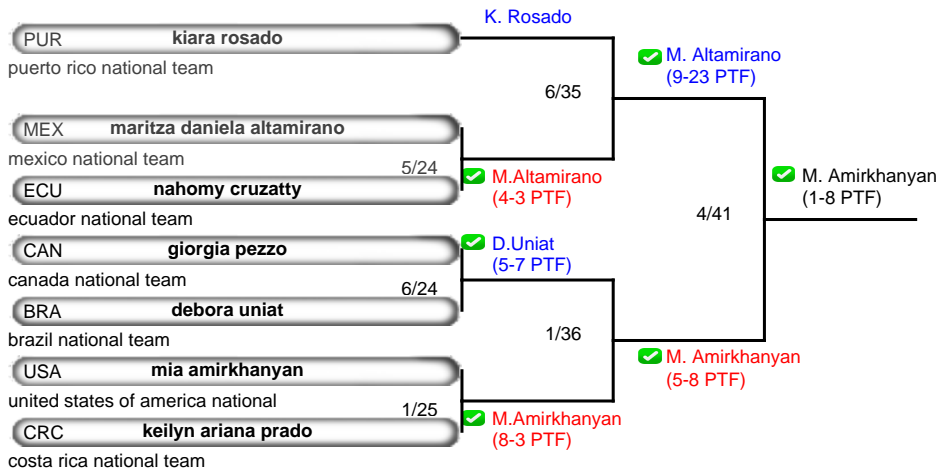 K. Rosado
PUR kiara rosado
puerto rico national team
M. Altamirano
(9-23 PTF)
6/35
MEX maritza daniela altamirano
mexico national team
5/24
ECU nahomy cruzatty
ecuador national team
M.Altamirano
(4-3 PTF)
M. Amirkhanyan
(1-8 PTF)
4/41
CAN giorgia pezzo
canada national team
D.Uniat
(5-7 PTF)
6/24
BRA debora uniat
brazil national team
1/36
M. Amirkhanyan
(5-8 PTF)
USA mia amirkhanyan
united states of america national
1/25
CRC keilyn ariana prado
costa rica national team
M.Amirkhanyan
(8-3 PTF)